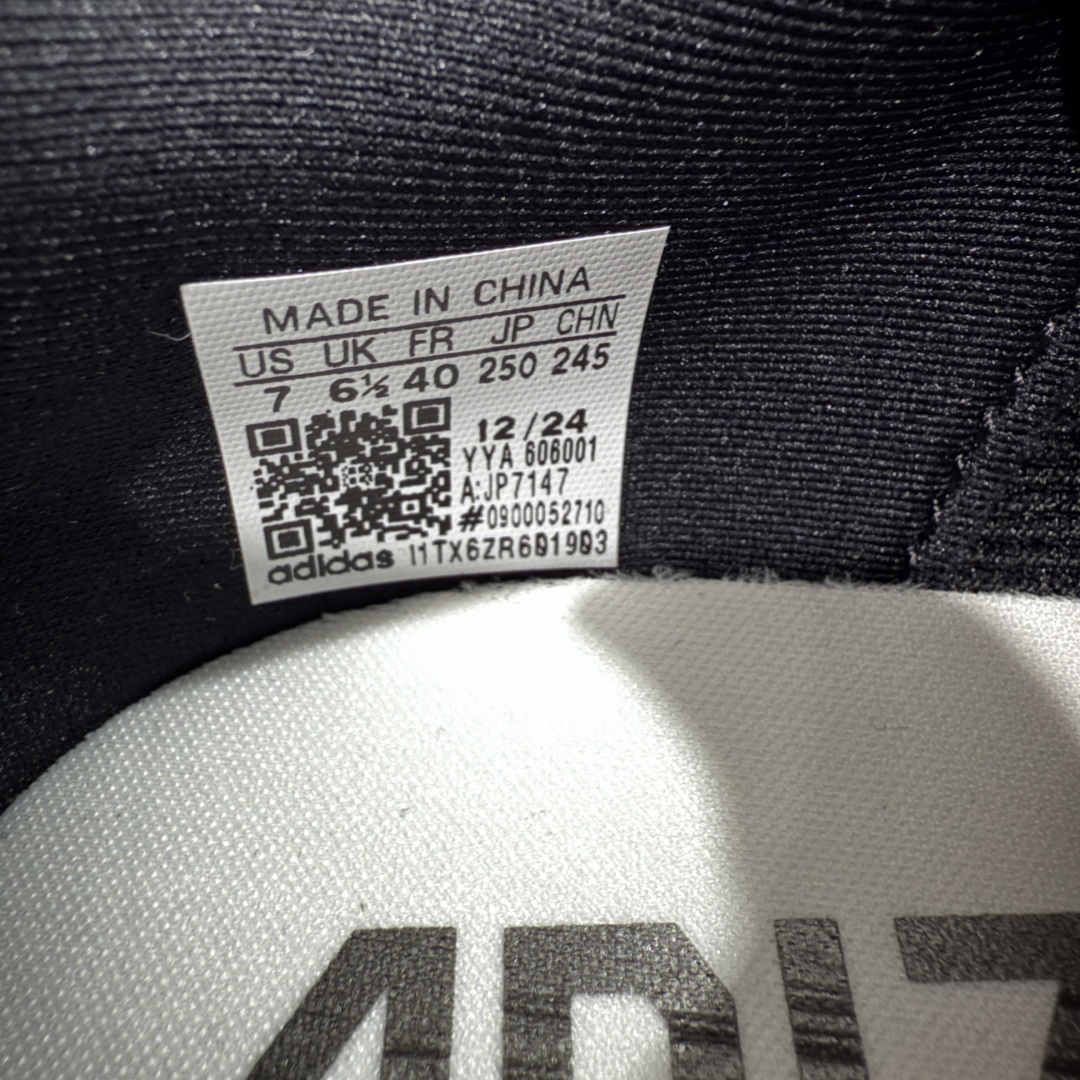 MADE IN CHINA
US UK FR JP CHN
7 6½ 40 250 245
12/24
YYA 606001
A:JP7147
#0900052710
adidas I1TX6ZR601903
ADIZ